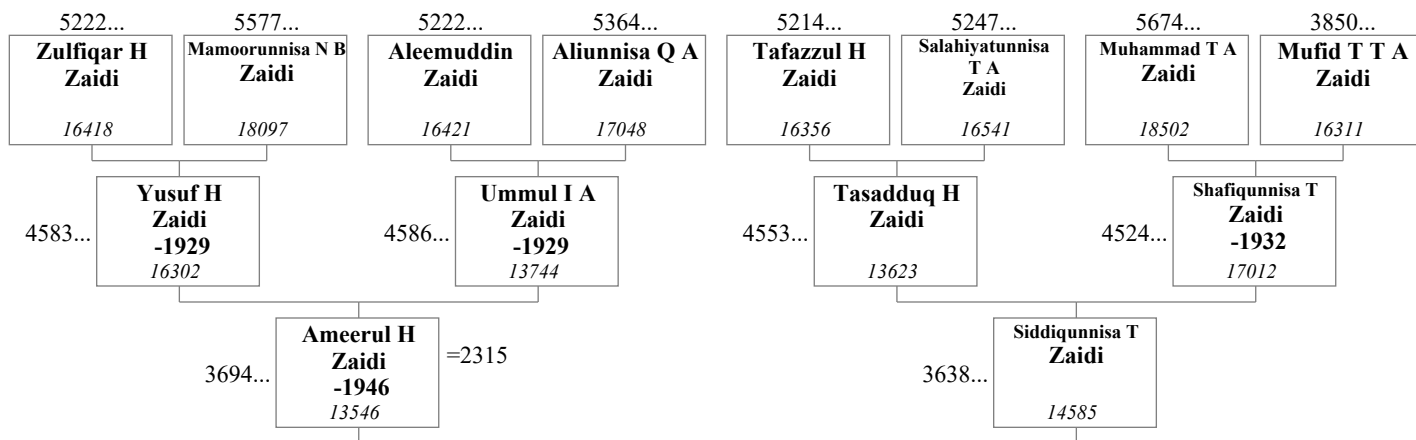 5222...
5577...
5222...
5364...
5214...
5247...
5674...
3850...
Zulfiqar H
Zaidi
16418
Mamoorunnisa N B
Zaidi
18097
Aleemuddin
Zaidi
16421
Aliunnisa Q A
Zaidi
17048
Tafazzul H
Zaidi
16356
Salahiyatunnisa
T A
Zaidi
16541
Muhammad T A
Zaidi
18502
Mufid T T A
Zaidi
16311
4583...
Yusuf H
Zaidi
-1929
16302
4586...
Ummul I A
Zaidi
-1929
13744
4553...
Tasadduq H
Zaidi
13623
4524...
Shafiqunnisa T
Zaidi
-1932
17012
3694...
Ameerul H
Zaidi
-1946
13546
=2315
3638...
Siddiqunnisa T
Zaidi
14585